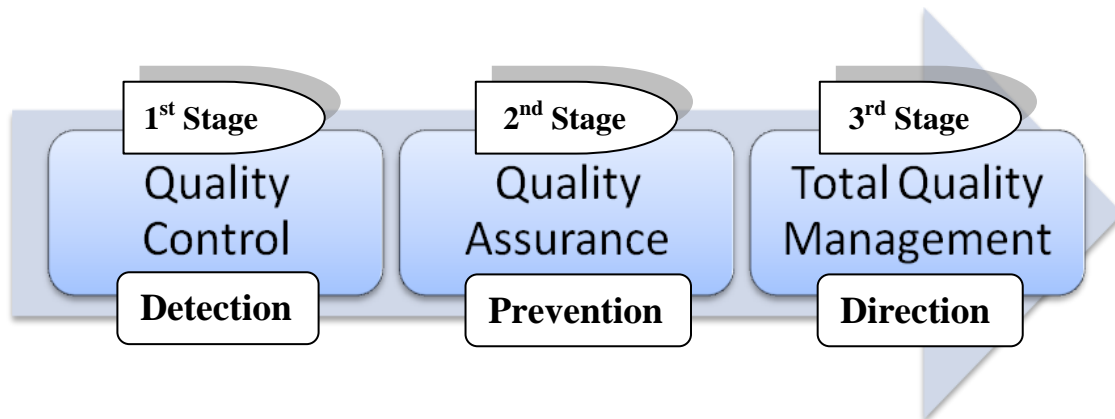 1st Stage
Quality
Control
Detection
2nd Stage
Quality
Assurance
Prevention
3rd Stage
Total Quality
Management
Direction